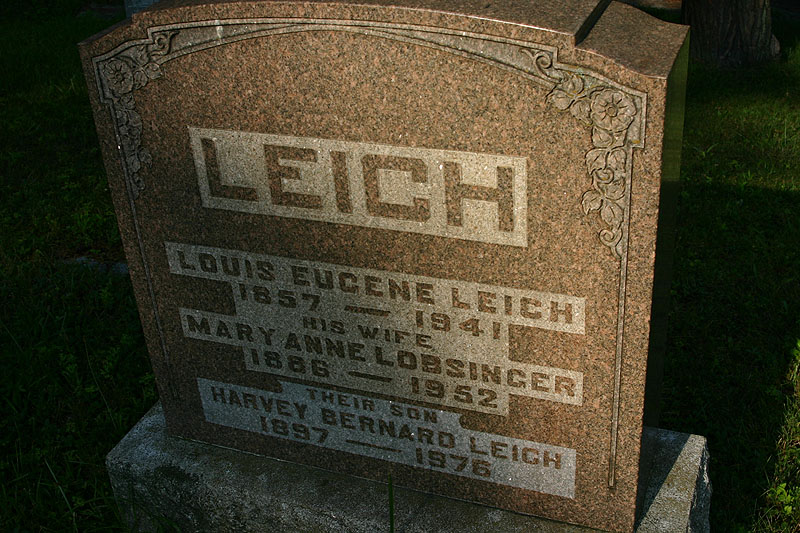 LEICH
LOUIS EUGENE LEICH
1857 — 1941
HIS WIFE
MARY ANNE LOBSINGER
1866 — 1952
THEIR SON
HARVEY BERNARD LEICH
1897 — 1976